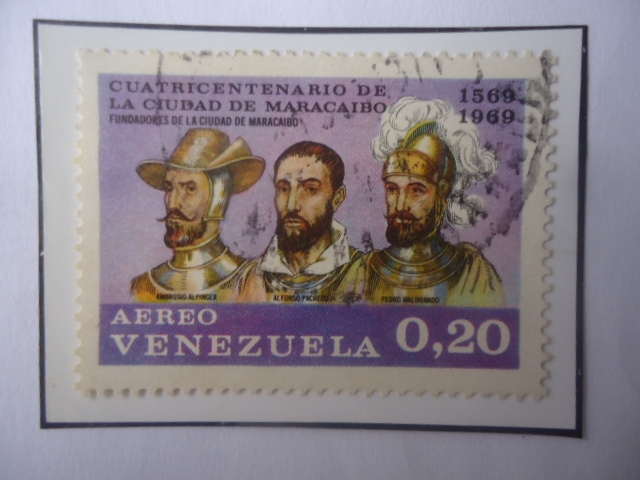 CUATRICENTENARIO DE
LA CIUDAD DE MARACAIBO
FUNDADORES DE LA CIUDAD DE MARACAIBO
1569
1969
AMBROSIO ALFINGER
ALFONSO PACHECO
PEDRO MALDONADO
AEREO
VENEZUELA 0,20